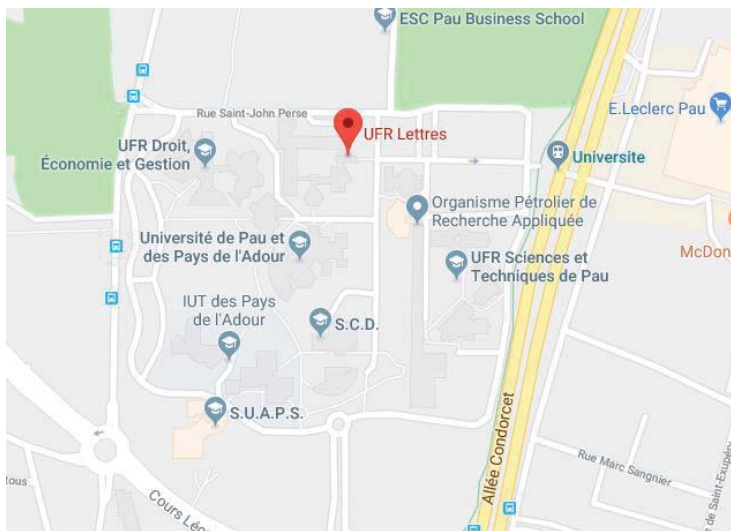 ESC Pau Business School
E.Leclerc Pau
Rue Saint-John Perse
UFR Lettres
UFR Droit,
Économie et Gestion
Universite
Organisme Pétrolier de
Recherche Appliquée
Université de Pau et
des Pays de l'Adour
UFR Sciences et
Techniques de Pau
McDon
IUT des Pays
de l'Adour
S.C.D.
S.U.A.P.S.
Allée Condorcet
Rue Marc Sangnier
e de Saint-Exupéry
tous
Cours Léo